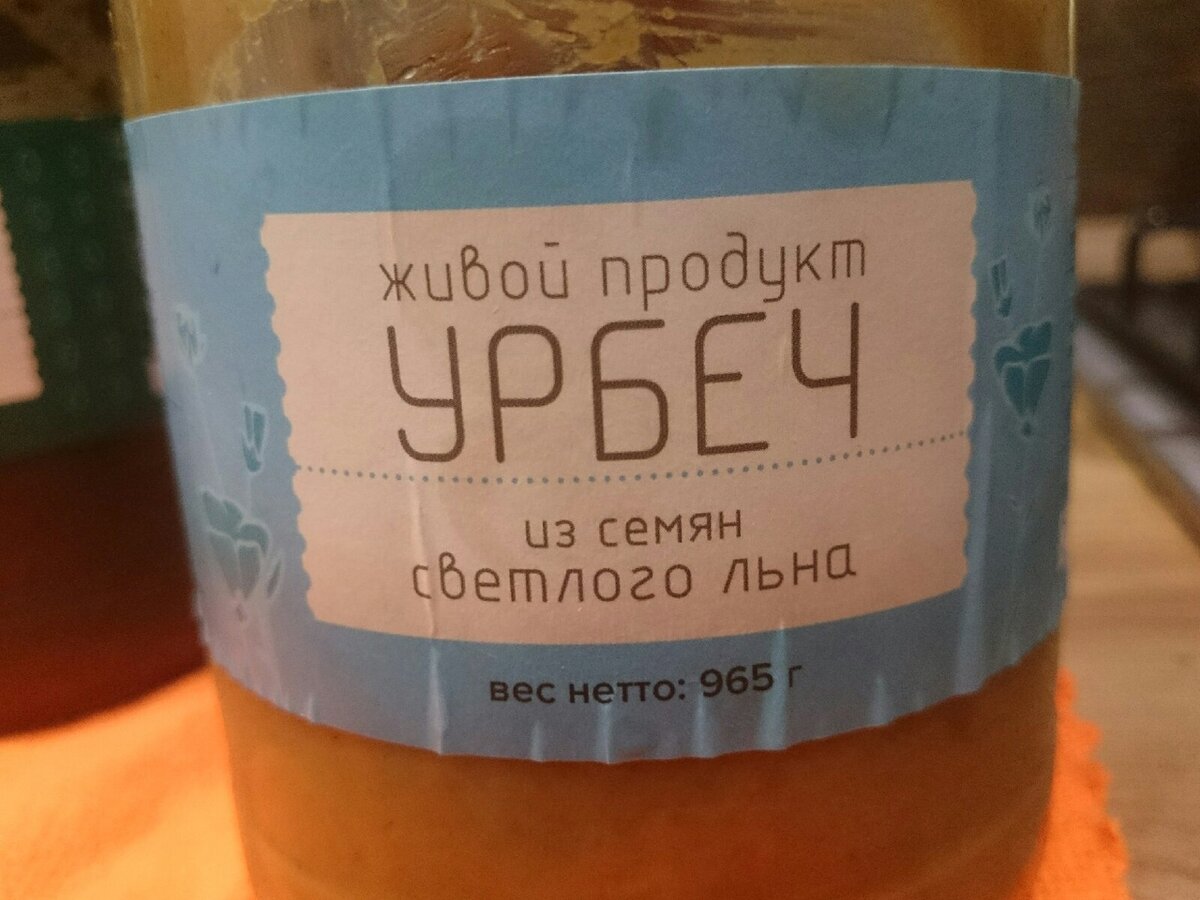 живой продукт
УРБЕЧ
из семян
светлого льна
вес нетто: 965 г